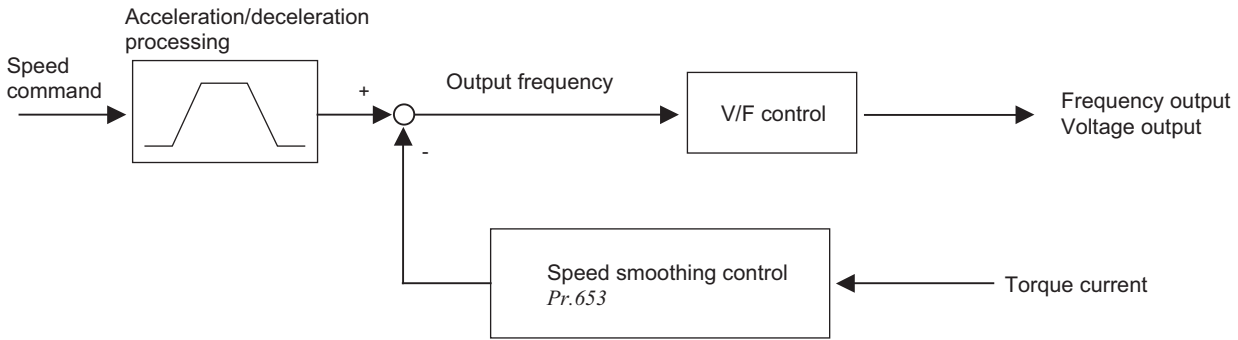 Acceleration/deceleration
processing
Speed
command
+
Output frequency
V/F control
Frequency output
Voltage output
-
Speed smoothing control
Pr.653
Torque current